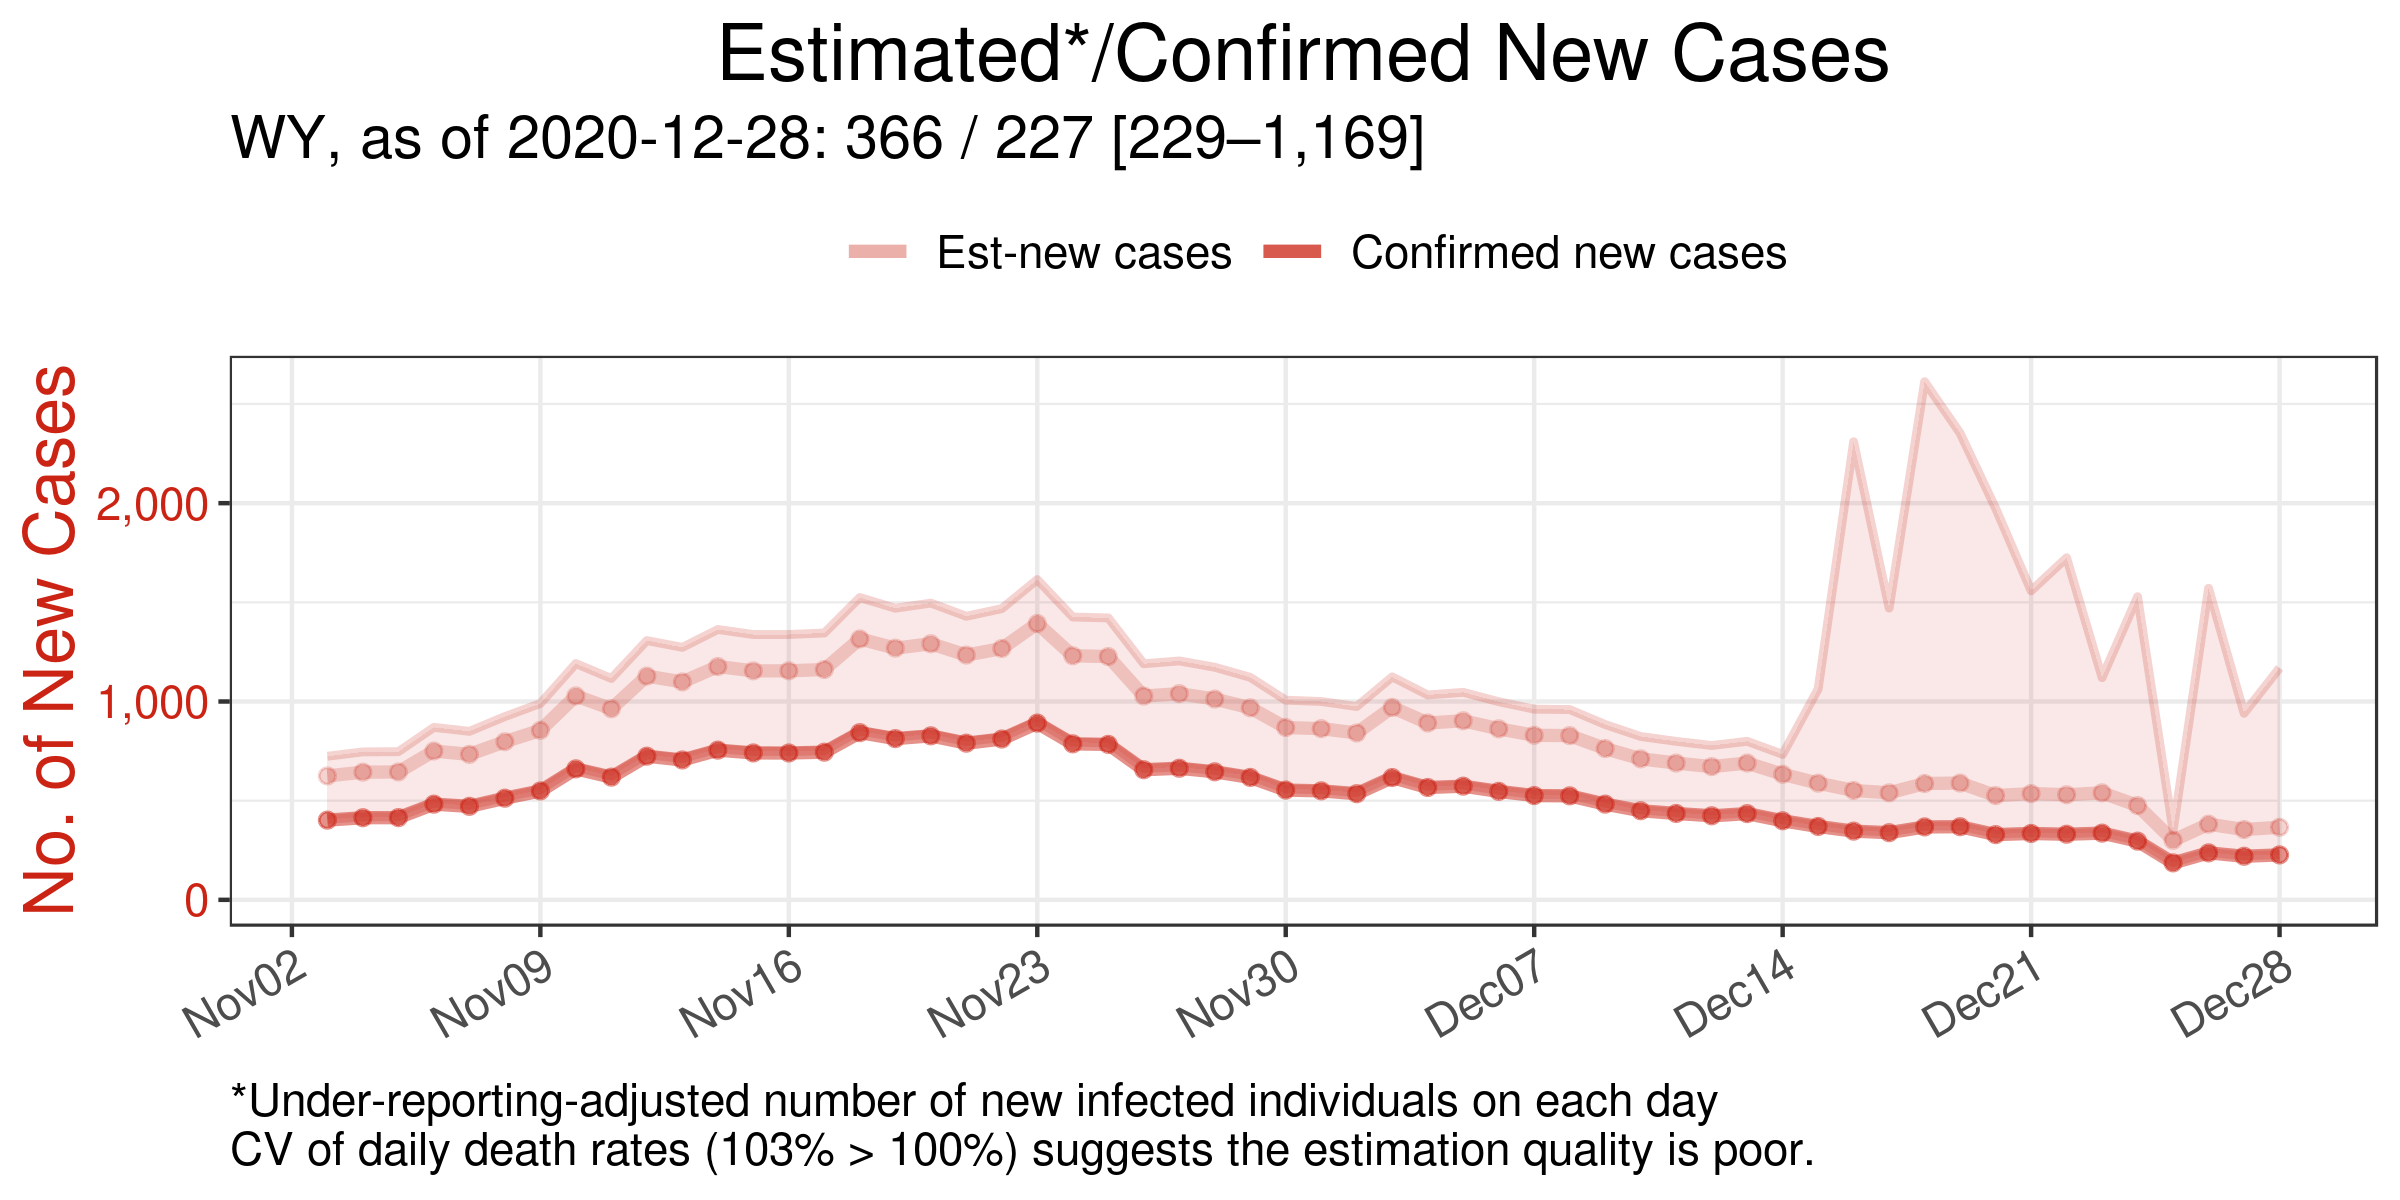 Estimated*/Confirmed New Cases
WY, as of 2020-12-28: 366 / 227 [229–1,169]
Est-new cases
Confirmed new cases
No. of New Cases
2,000
1,000
0
Nov02
Nov09
Nov16
Nov23
Nov30
Dec07
Dec14
Dec21
Dec28
*Under-reporting-adjusted number of new infected individuals on each day
CV of daily death rates (103% > 100%) suggests the estimation quality is poor.